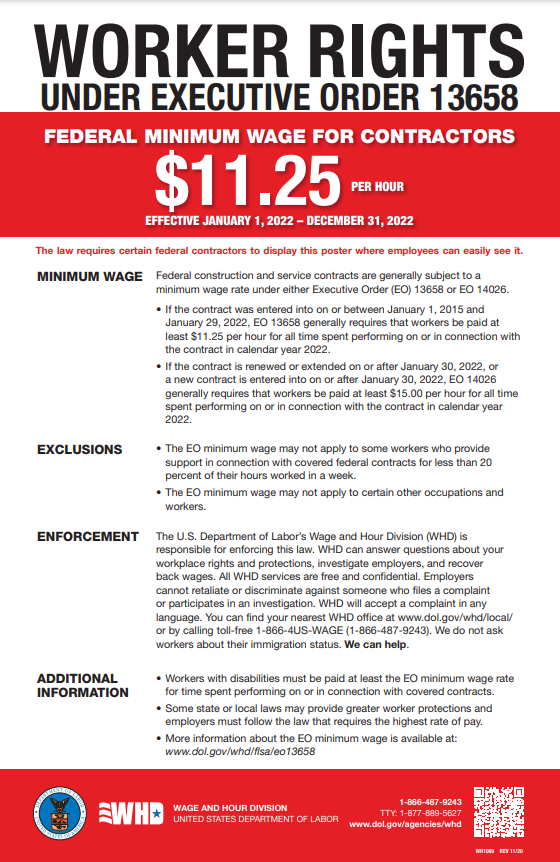 WORKER RIGHTS
UNDER EXECUTIVE ORDER 13658
FEDERAL MINIMUM WAGE FOR CONTRACTORS
$11.25 PER HOUR
EFFECTIVE JANUARY 1, 2022 – DECEMBER 31, 2022
The law requires certain federal contractors to display this poster where employees can easily see it.
MINIMUM WAGE
Federal construction and service contracts are generally subject to a
minimum wage rate under either Executive Order (EO) 13658 or EO 14026.
• If the contract was entered into on or between January 1, 2015 and
January 29, 2022, EO 13658 generally requires that workers be paid at
least $11.25 per hour for all time spent performing on or in connection with
the contract in calendar year 2022.
• If the contract is renewed or extended on or after January 30, 2022, or
a new contract is entered into on or after January 30, 2022, EO 14026
generally requires that workers be paid at least $15.00 per hour for all time
spent performing on or in connection with the contract in calendar year
2022.
EXCLUSIONS
• The EO minimum wage may not apply to some workers who provide
support in connection with covered federal contracts for less than 20
percent of their hours worked in a week.
• The EO minimum wage may not apply to certain other occupations and
workers.
ENFORCEMENT
The U.S. Department of Labor's Wage and Hour Division (WHD) is
responsible for enforcing this law. WHD can answer questions about your
workplace rights and protections, investigate employers, and recover
back wages. All WHD services are free and confidential. Employers
cannot retaliate or discriminate against someone who files a complaint
or participates in an investigation. WHD will accept a complaint in any
language. You can find your nearest WHD office at www.dol.gov/whd/local/
or by calling toll-free 1-866-4US-WAGE (1-866-487-9243). We do not ask
workers about their immigration status. We can help.
ADDITIONAL
INFORMATION
• Workers with disabilities must be paid at least the EO minimum wage rate
for time spent performing on or in connection with covered contracts.
• Some state or local laws may provide greater worker protections and
employers must follow the law that requires the highest rate of pay.
• More information about the EO minimum wage is available at:
www.dol.gov/whd/flsa/eo13658
WHD
WAGE AND HOUR DIVISION
UNITED STATES DEPARTMENT OF LABOR
1-866-487-9243
TTY: 1-877-889-5627
www.dol.gov/agencies/whd
WH1089 REV 11/20